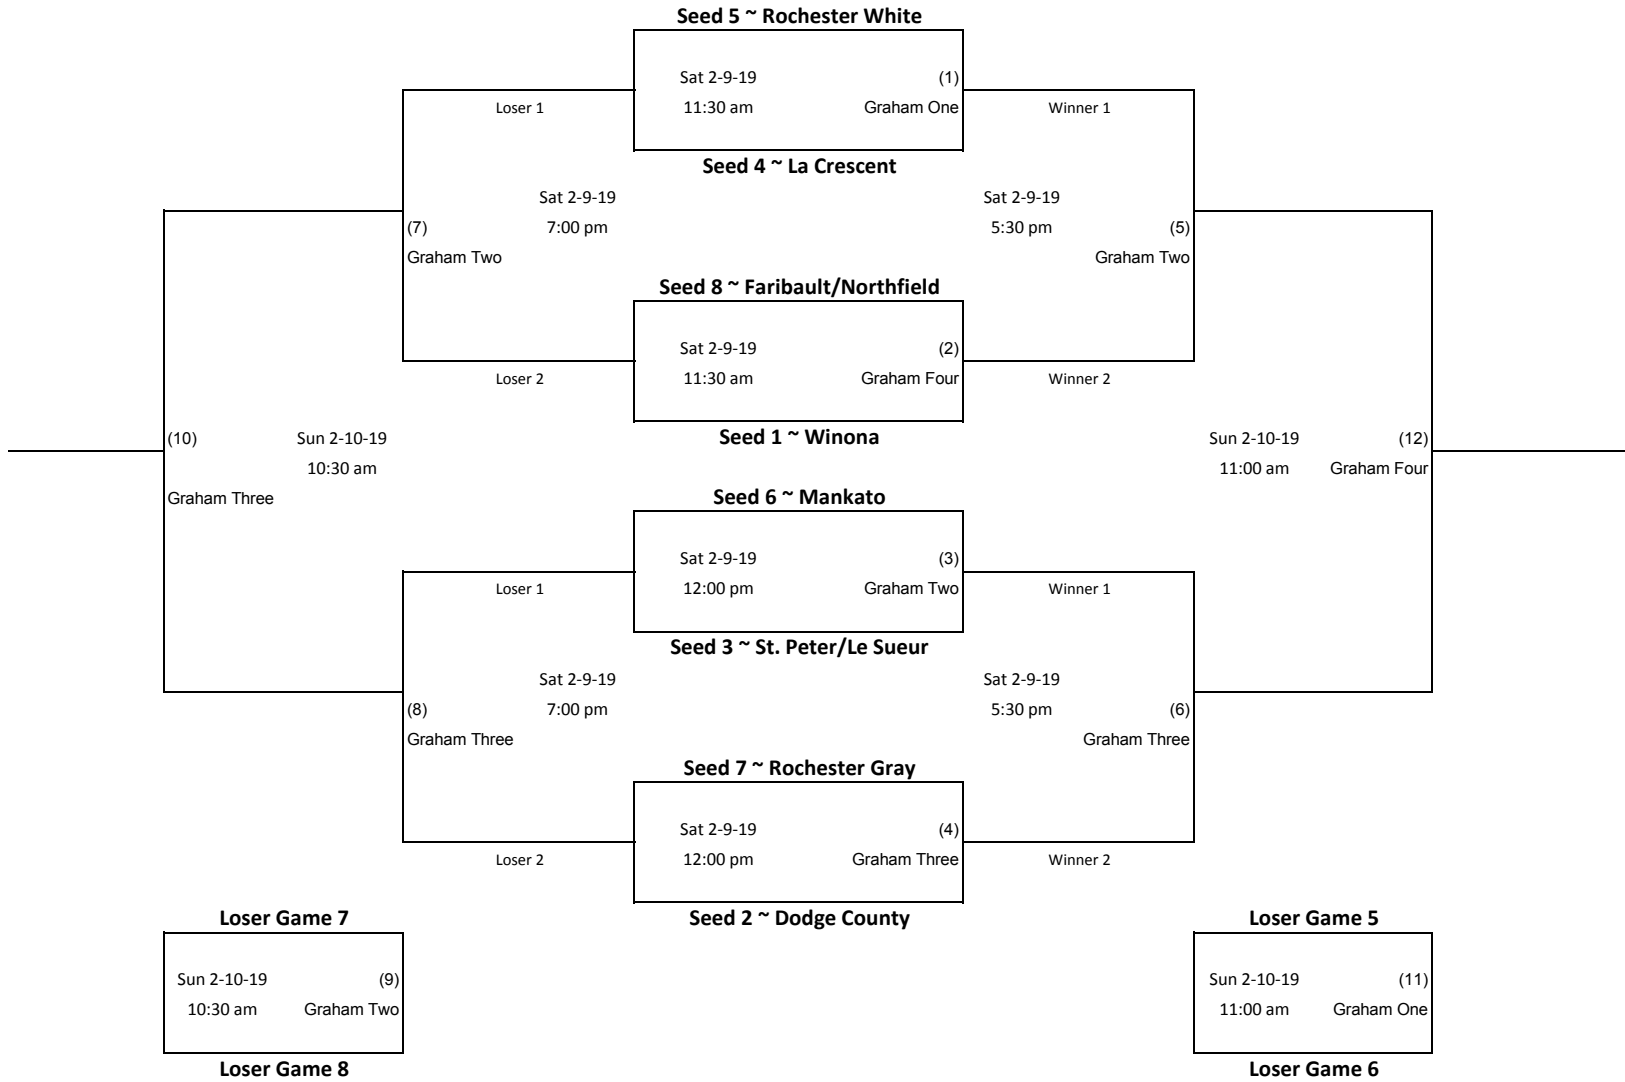 Seed 5 ~ Rochester White
Sat 2-9-19 (1)
Loser 1 11:30 am Graham One Winner 1
Seed 4 ~ La Crescent
Sat 2-9-19 Sat 2-9-19
(7) 7:00 pm 5:30 pm (5)
Graham Two Graham Two
Seed 8 ~ Faribault/Northfield
Sat 2-9-19 (2)
Loser 2 11:30 am Graham Four Winner 2
Seed 1 ~ Winona
(10) Sun 2-10-19 Sun 2-10-19 (12)
10:30 am 11:00 am Graham Four
Graham Three Seed 6 ~ Mankato
Sat 2-9-19 (3)
Loser 1 12:00 pm Graham Two Winner 1
Seed 3 ~ St. Peter/Le Sueur
Sat 2-9-19 Sat 2-9-19
(8) 7:00 pm 5:30 pm (6)
Graham Three Graham Three
Seed 7 ~ Rochester Gray
Sat 2-9-19 (4)
Loser 2 12:00 pm Graham Three Winner 2
Loser Game 7 Seed 2 ~ Dodge County Loser Game 5
Sun 2-10-19 (9) Sun 2-10-19 (11)
10:30 am Graham Two 11:00 am Graham One
Loser Game 8 Loser Game 6